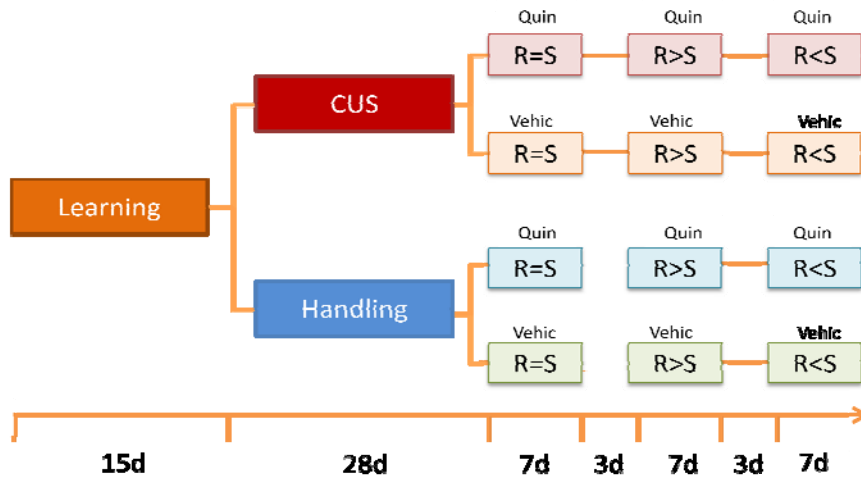 Quin Quin Quin
R=S R>S R<S
CUS
Vehic Vehic Vehic
R=S R>S R<S
Learning
Quin Quin Quin
R=S R>S R<S
Handling
Vehic Vehic Vehic
R=S R>S R<S
15d 28d 7d 3d 7d 3d 7d